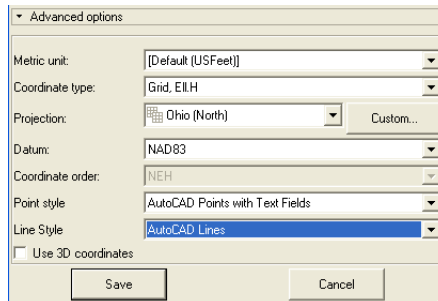 Advanced options
Metric unit: [Default (USFeet)]
Coordinate type: Grid, Ell.H
Projection: Ohio (North) Custom...
Datum: NAD83
Coordinate order: NEH
Point style AutoCAD Points with Text Fields
Line Style AutoCAD Lines
Use 3D coordinates
Save Cancel